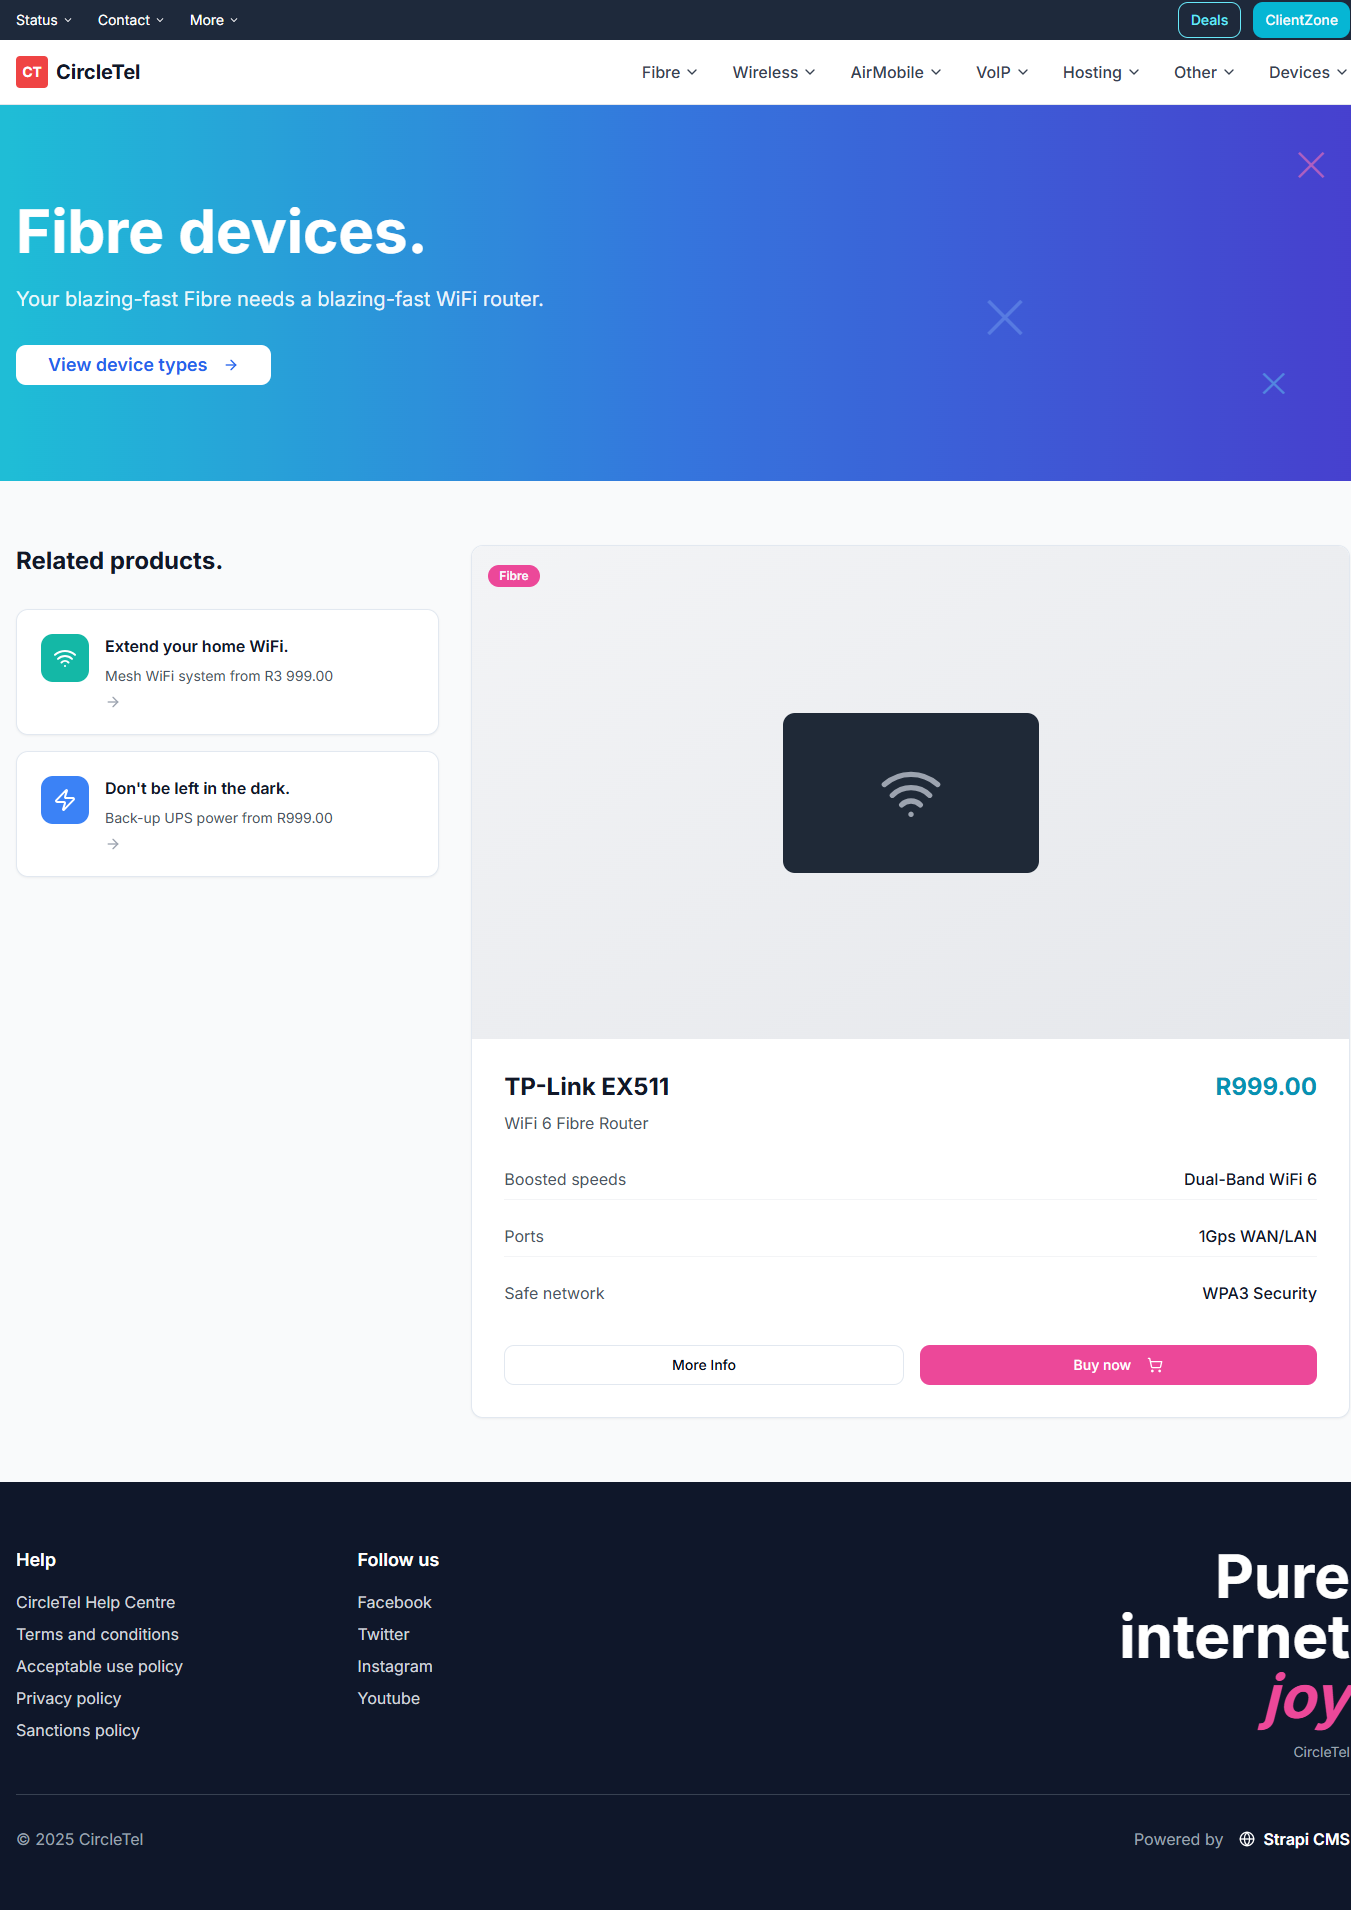 Status
Contact
More
Deals
ClientZone
CT CircleTel
Fibre
Wireless
AirMobile
VoIP
Hosting
Other
Devices
Fibre devices.
Your blazing-fast Fibre needs a blazing-fast WiFi router.
View device types
Related products.
Extend your home WiFi.
Mesh WiFi system from R3 999.00
Don't be left in the dark.
Back-up UPS power from R999.00
Fibre
TP-Link EX511
R999.00
WiFi 6 Fibre Router
Boosted speeds
Dual-Band WiFi 6
Ports
1Gps WAN/LAN
Safe network
WPA3 Security
More Info
Buy now
Help
CircleTel Help Centre
Terms and conditions
Acceptable use policy
Privacy policy
Sanctions policy
Follow us
Facebook
Twitter
Instagram
Youtube
Pure
internet
joy
CircleTel
© 2025 CircleTel
Powered by
Strapi CMS